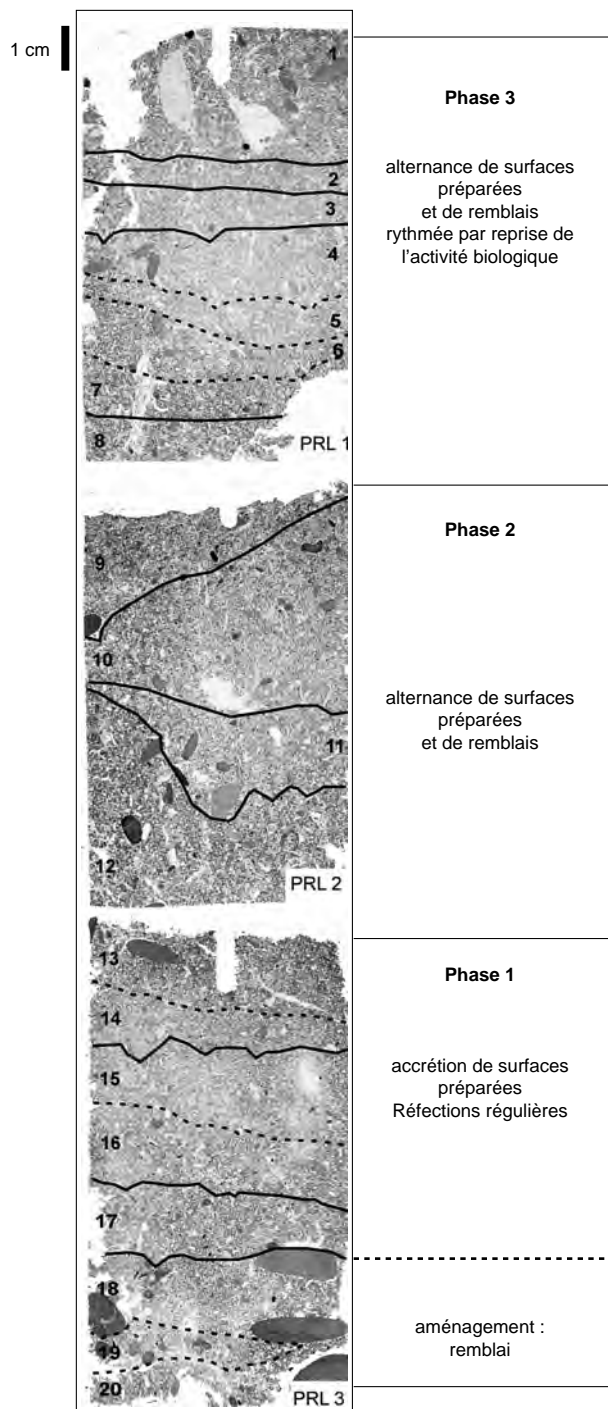 1 cm
1
2
3
4
5
6
7
8
PRL 1
Phase 3
alternance de surfaces
préparées
et de remblais
rythmée par reprise de
l'activité biologique
9
10
11
12
PRL 2
Phase 2
alternance de surfaces
préparées
et de remblais
13
14
15
16
17
18
19
20
PRL 3
Phase 1
accrétion de surfaces
préparées
Réfections régulières
aménagement :
remblai